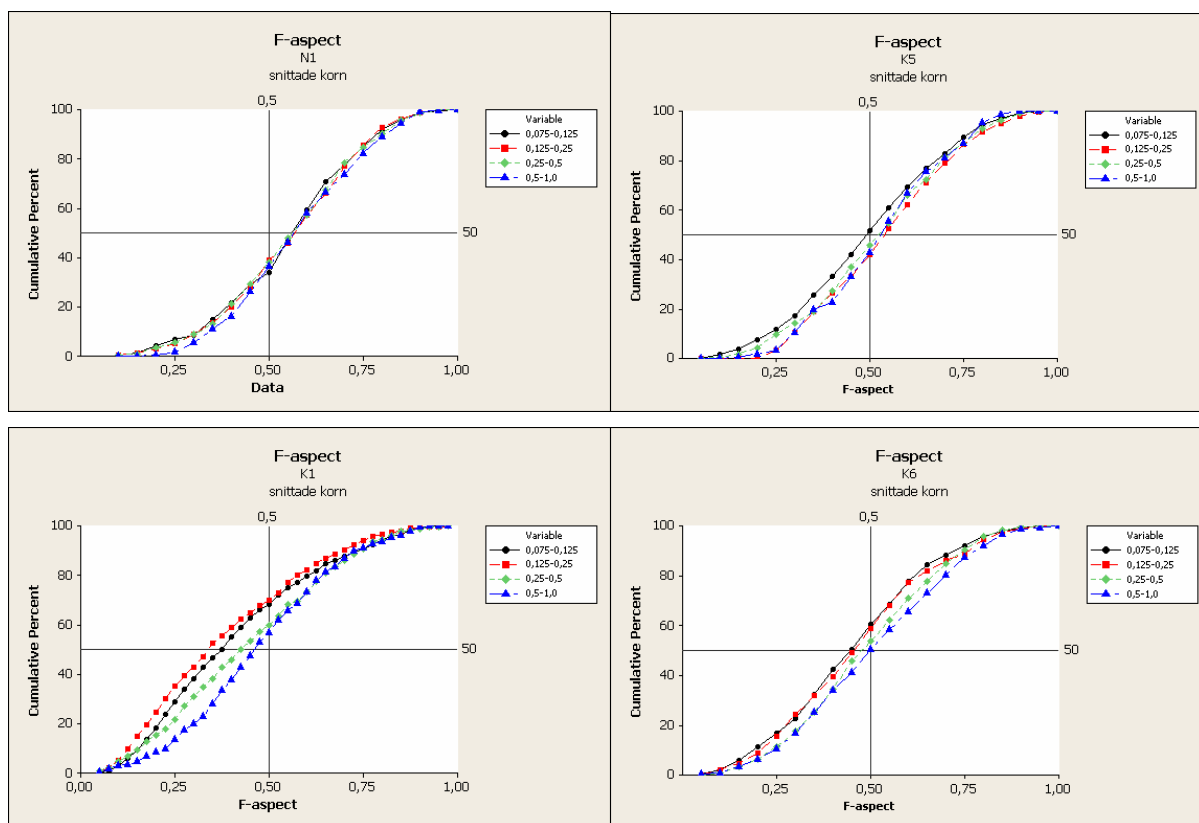 F-aspect
N1
snittade korn
0,5
100
80
60
40
20
0
Cumulative Percent
50
0,25
0,50
0,75
1,00
Data
Variable
0,075-0,125
0,125-0,25
0,25-0,5
0,5-1,0
F-aspect
K5
snittade korn
0,5
100
80
60
40
20
0
Cumulative Percent
50
0,25
0,50
0,75
1,00
F-aspect
Variable
0,075-0,125
0,125-0,25
0,25-0,5
0,5-1,0
F-aspect
K1
snittade korn
0,5
100
80
60
40
20
0
Cumulative Percent
50
0,00
0,25
0,50
0,75
1,00
F-aspect
Variable
0,075-0,125
0,125-0,25
0,25-0,5
0,5-1,0
F-aspect
K6
snittade korn
0,5
100
80
60
40
20
0
Cumulative Percent
50
0,25
0,50
0,75
1,00
F-aspect
Variable
0,075-0,125
0,125-0,25
0,25-0,5
0,5-1,0